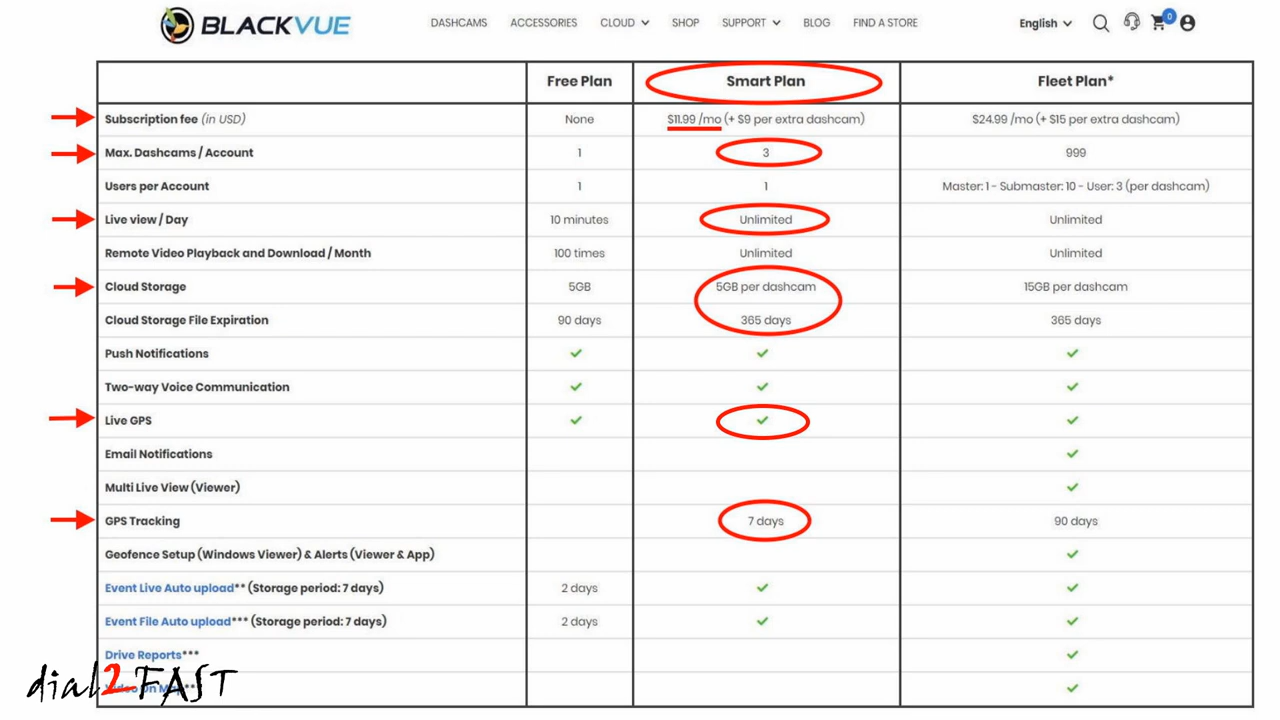 BLACKVUE
DASHCAMS ACCESSORIES CLOUD SHOP SUPPORT BLOG FIND A STORE English 0
Free Plan Smart Plan Fleet Plan*
Subscription fee (in USD) None $11.99 /mo (+ $9 per extra dashcam) $24.99 /mo (+ $15 per extra dashcam)
Max. Dashcams / Account 1 3 999
Users per Account 1 1 Master: 1 - Submaster: 10 - User: 3 (per dashcam)
Live view / Day 10 minutes Unlimited Unlimited
Remote Video Playback and Download / Month 100 times Unlimited Unlimited
Cloud Storage 5GB 5GB per dashcam 15GB per dashcam
Cloud Storage File Expiration 90 days 365 days 365 days
Push Notifications ✓ ✓ ✓
Two-way Voice Communication ✓ ✓ ✓
Live GPS ✓ ✓ ✓
Email Notifications ✓
Multi Live View (Viewer) ✓
GPS Tracking 7 days 90 days
Geofence Setup (Windows Viewer) & Alerts (Viewer & App) ✓
Event Live Auto upload** (Storage period: 7 days) 2 days ✓ ✓
Event File Auto upload*** (Storage period: 7 days) 2 days ✓ ✓
Drive Reports*** ✓
on ✓
dial2FAST